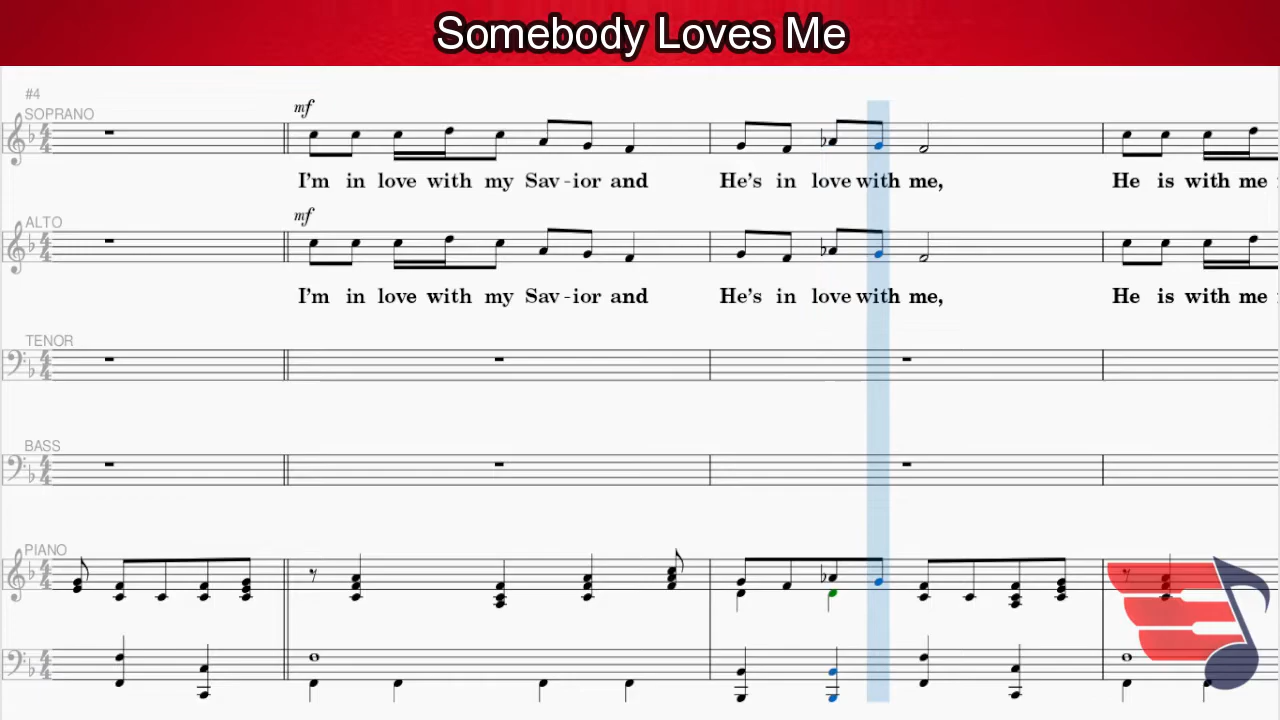 Somebody Loves Me
#4
SOPRANO
mf
I'm in love with my Sav-ior and He's in love with me, He is with me
ALTO
mf
I'm in love with my Sav-ior and He's in love with me, He is with me
TENOR
BASS
PIANO